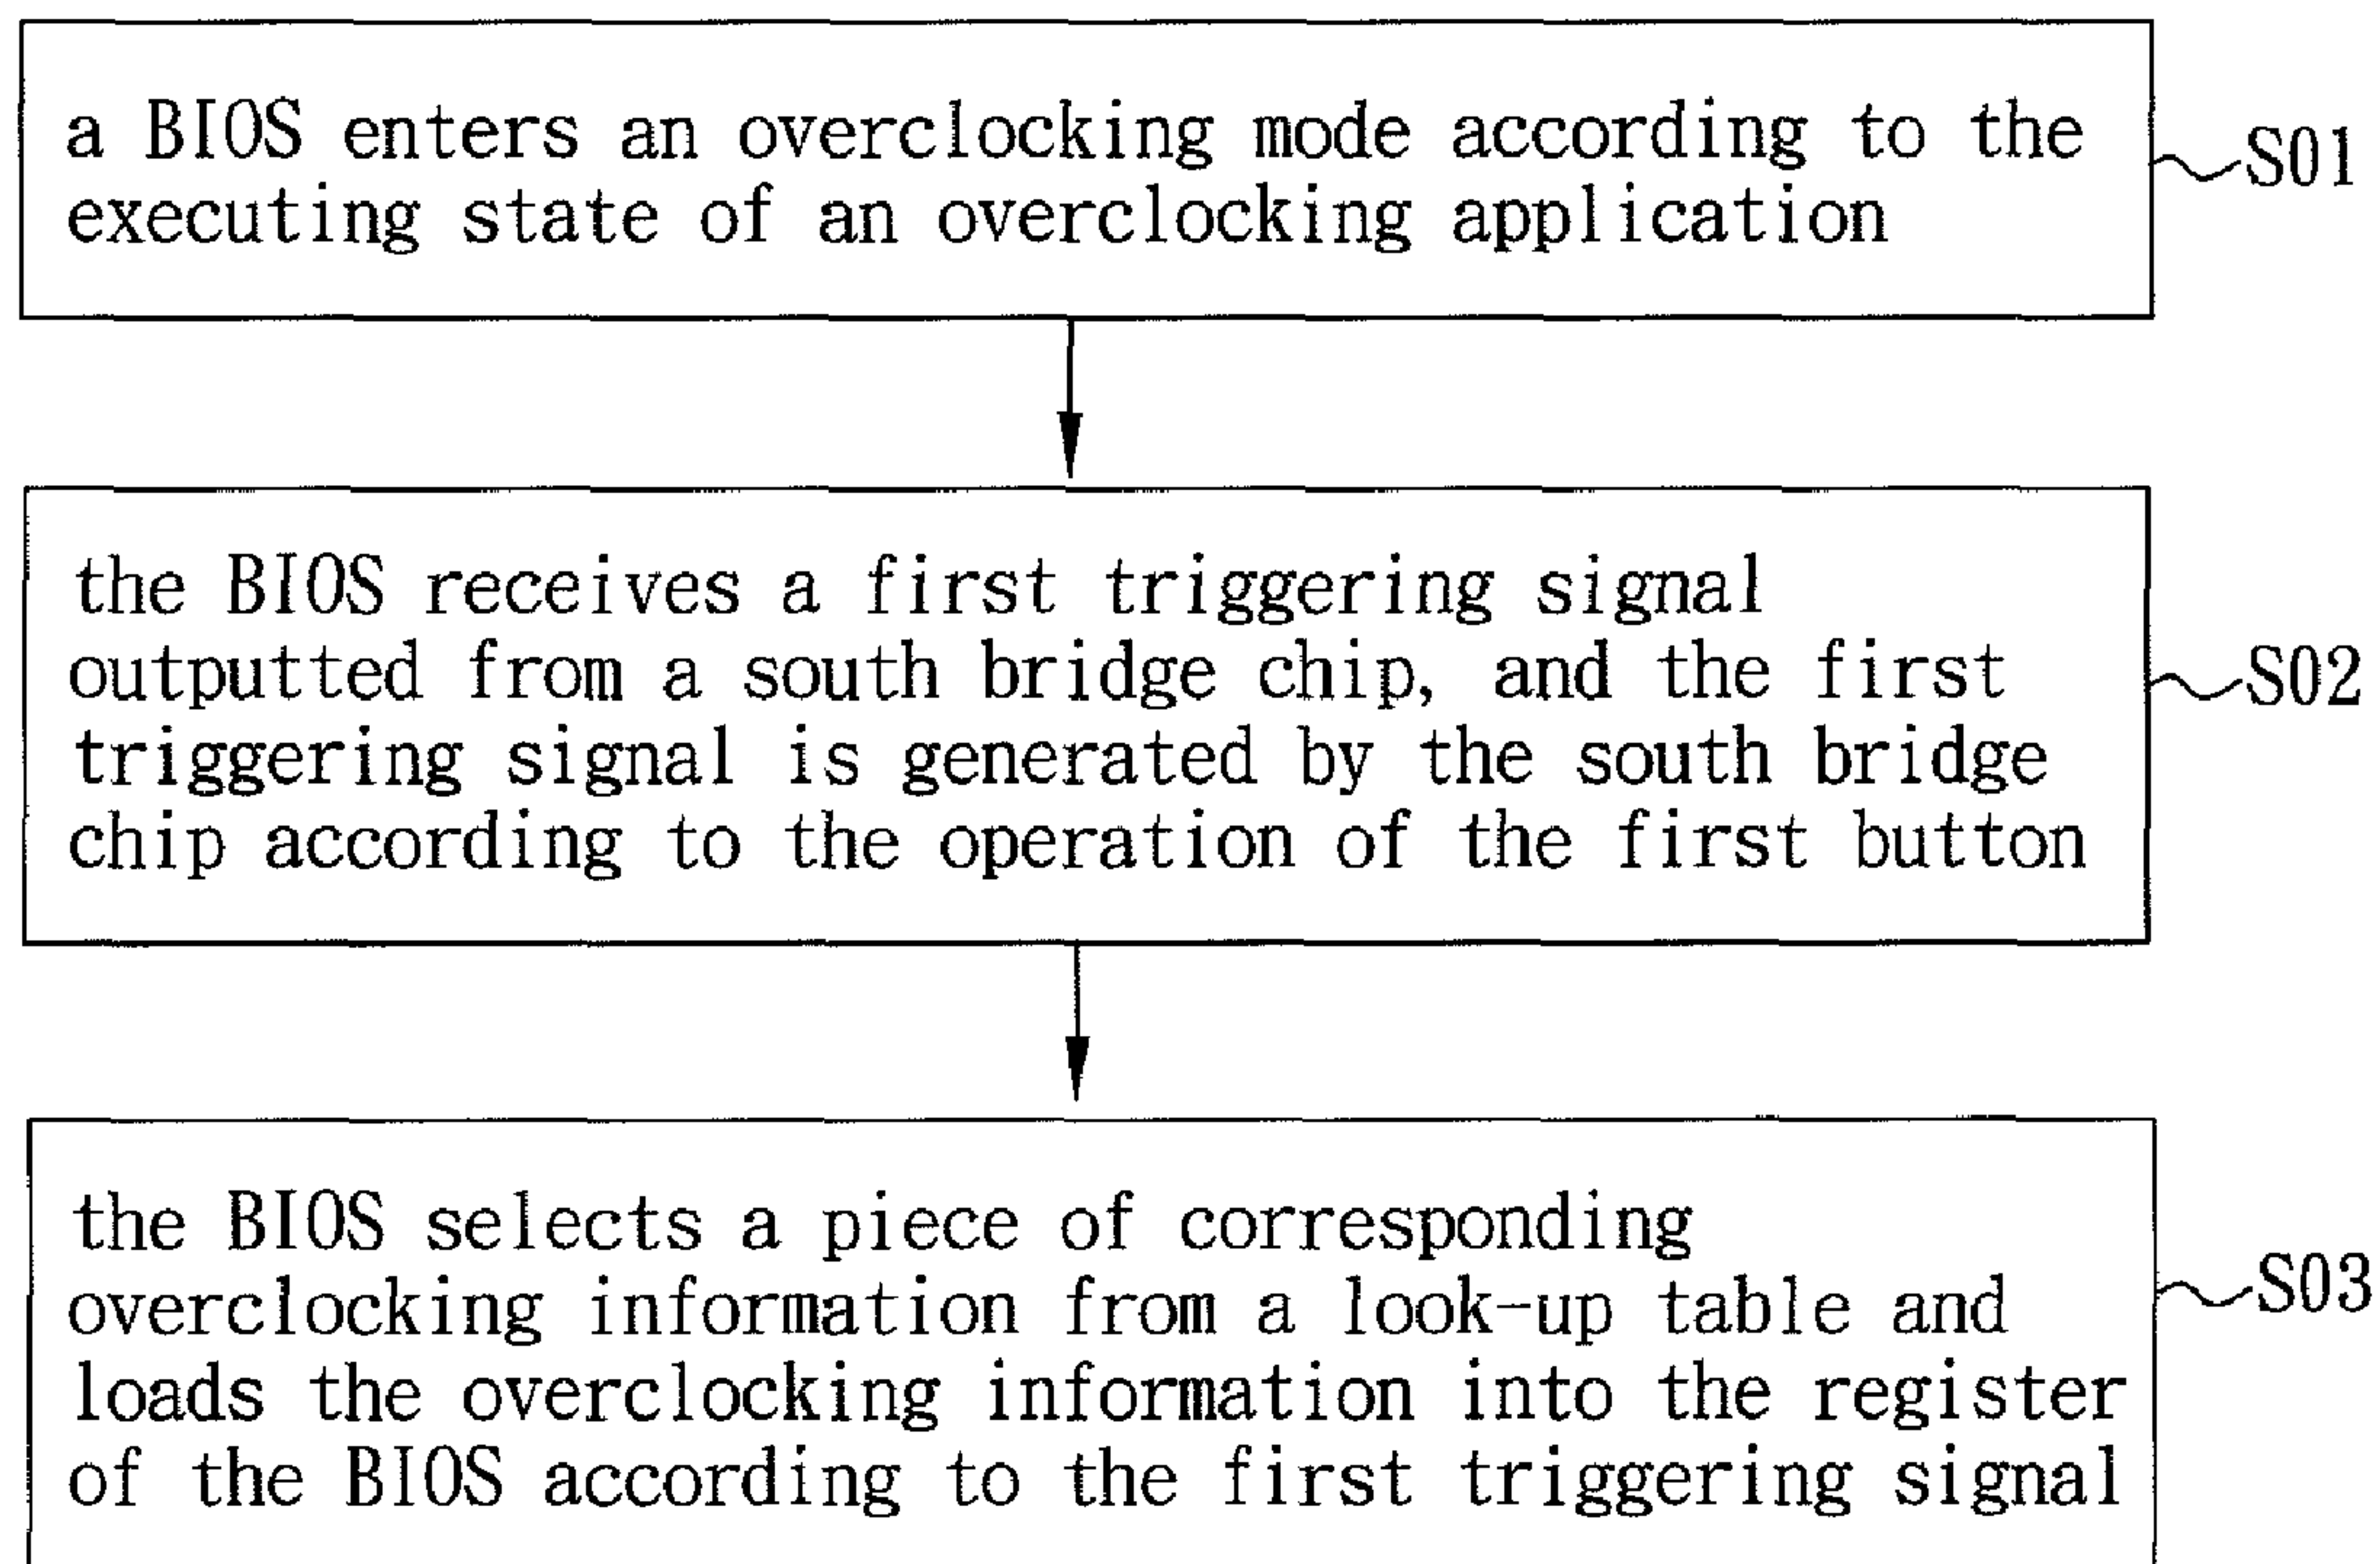 a BIOS enters an overclocking mode according to the
executing state of an overclocking application
S01
the BIOS receives a first triggering signal
outputted from a south bridge chip, and the first
triggering signal is generated by the south bridge
chip according to the operation of the first button
S02
the BIOS selects a piece of corresponding
overclocking information from a look-up table and
loads the overclocking information into the register
of the BIOS according to the first triggering signal
S03